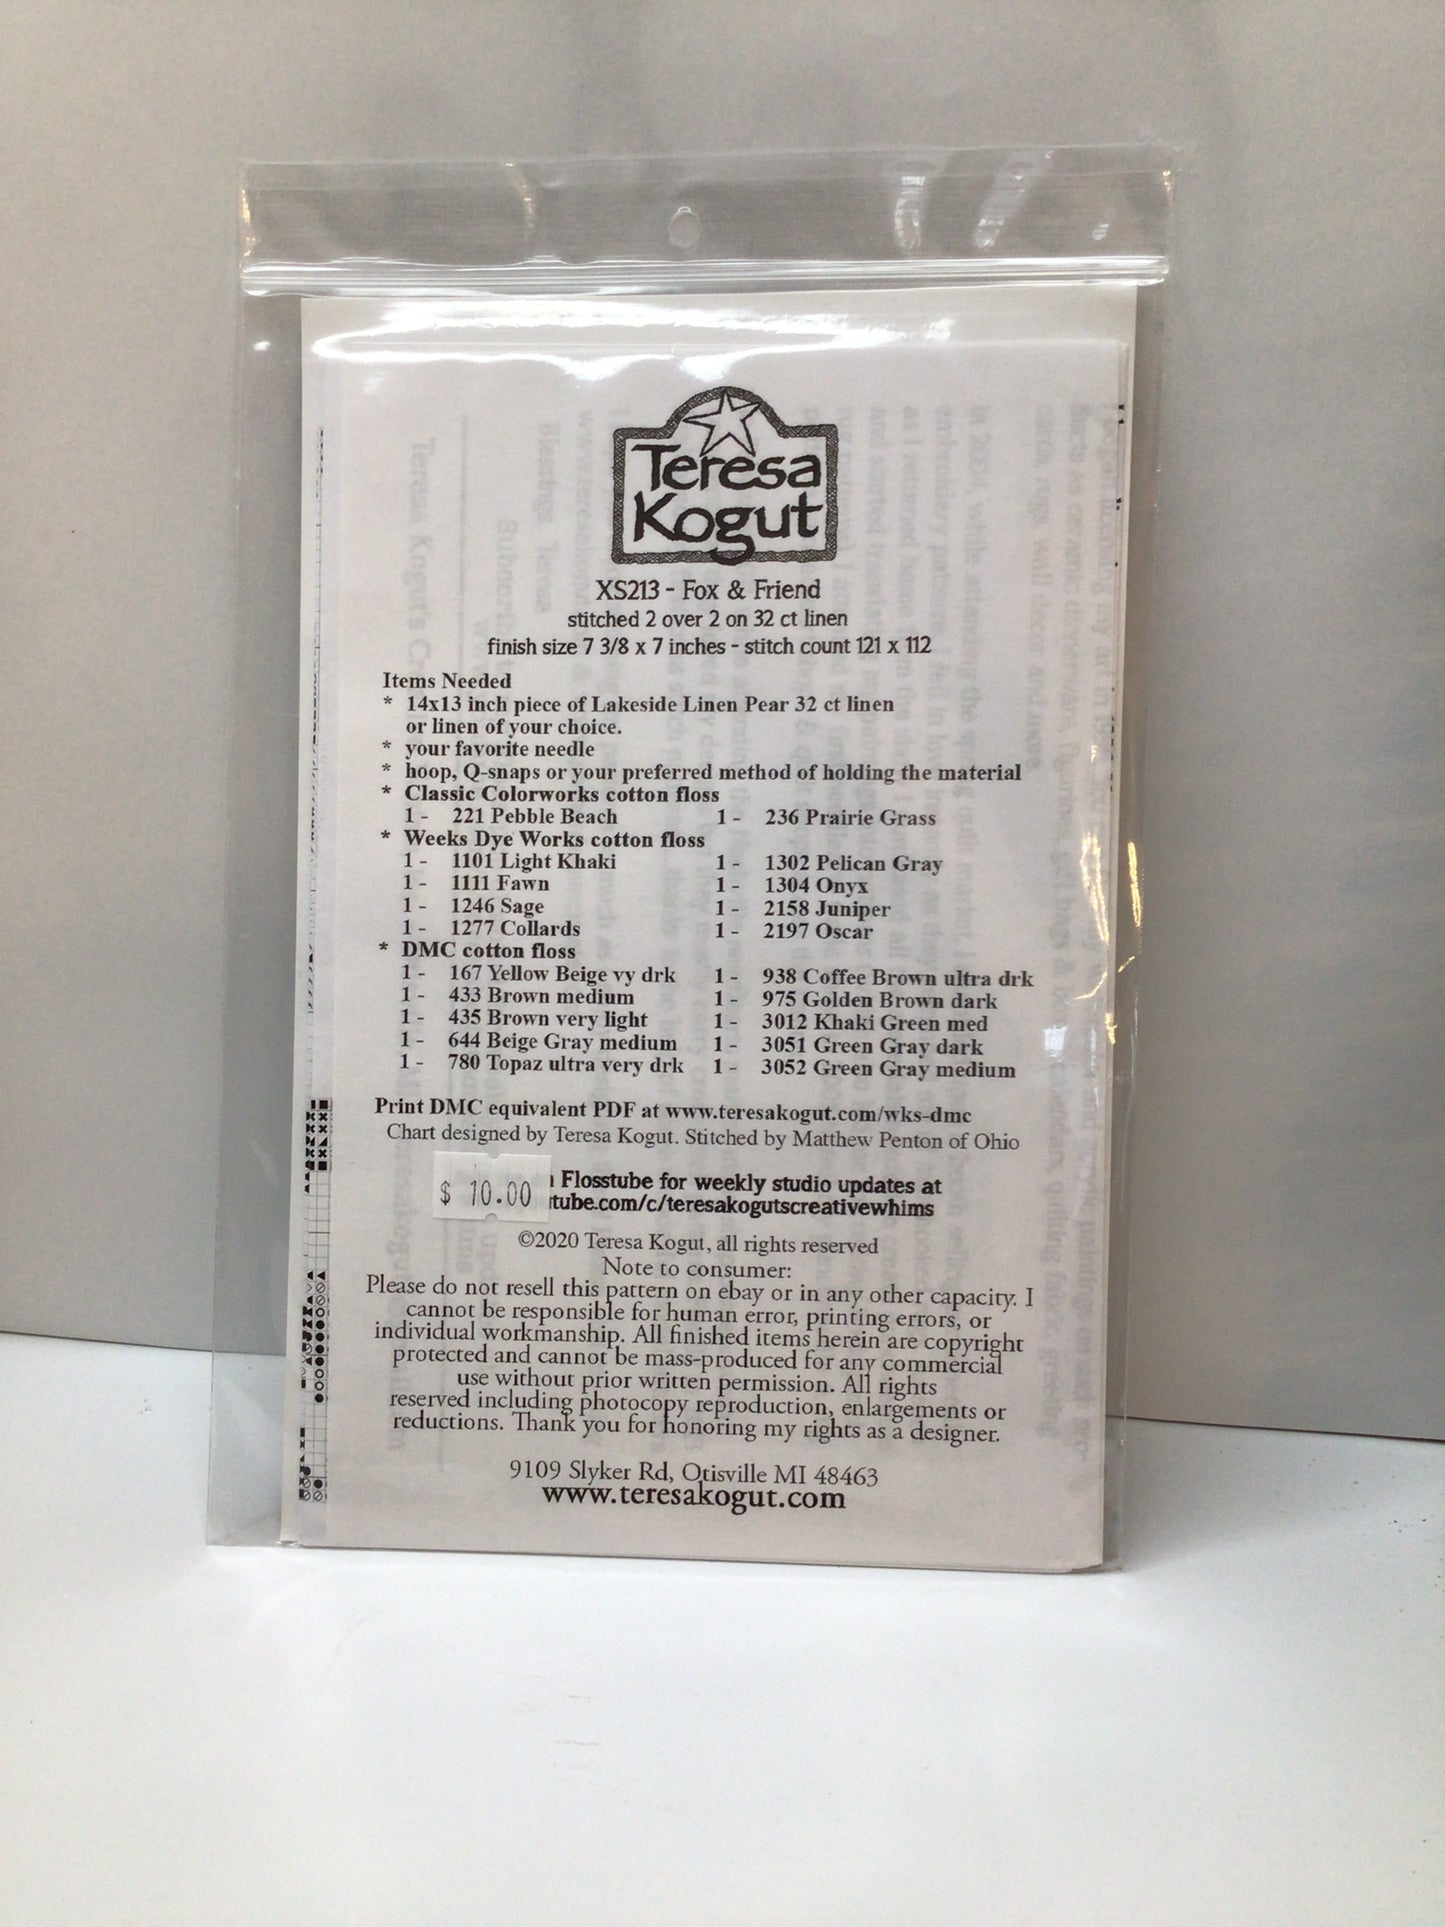 Teresa
Kogut
XS213 - Fox & Friend
stitched 2 over 2 on 32 ct linen
finish size 7 3/8 x 7 inches - stitch count 121 x 112
Items Needed
* 14x13 inch piece of Lakeside Linen Pear 32 ct linen
or linen of your choice.
* your favorite needle
* hoop, Q-snaps or your preferred method of holding the material
* Classic Colorworks cotton floss
1 - 221 Pebble Beach 1 - 236 Prairie Grass
* Weeks Dye Works cotton floss
1 - 1101 Light Khaki 1 - 1302 Pelican Gray
1 - 1111 Fawn 1 - 1304 Onyx
1 - 1246 Sage 1 - 2158 Juniper
1 - 1277 Collards 1 - 2197 Oscar
* DMC cotton floss
1 - 167 Yellow Beige vy drk 1 - 938 Coffee Brown ultra drk
1 - 433 Brown medium 1 - 975 Golden Brown dark
1 - 435 Brown very light 1 - 3012 Khaki Green med
1 - 644 Beige Gray medium 1 - 3051 Green Gray dark
1 - 780 Topaz ultra very drk 1 - 3052 Green Gray medium
Print DMC equivalent PDF at www.teresakogut.com/wks-dmc
Chart designed by Teresa Kogut. Stitched by Matthew Penton of Ohio
Flosstube for weekly studio updates at
$ 10.00 tube.com/c/teresakogutscreativewhims
©2020 Teresa Kogut, all rights reserved
Note to consumer:
Please do not resell this pattern on ebay or in any other capacity. I
cannot be responsible for human error, printing errors, or
individual workmanship. All finished items herein are copyright
protected and cannot be mass-produced for any commercial
use without prior written permission. All rights
reserved including photocopy reproduction, enlargements or
reductions. Thank you for honoring my rights as a designer.
9109 Slyker Rd, Otisville MI 48463
www.teresakogut.com